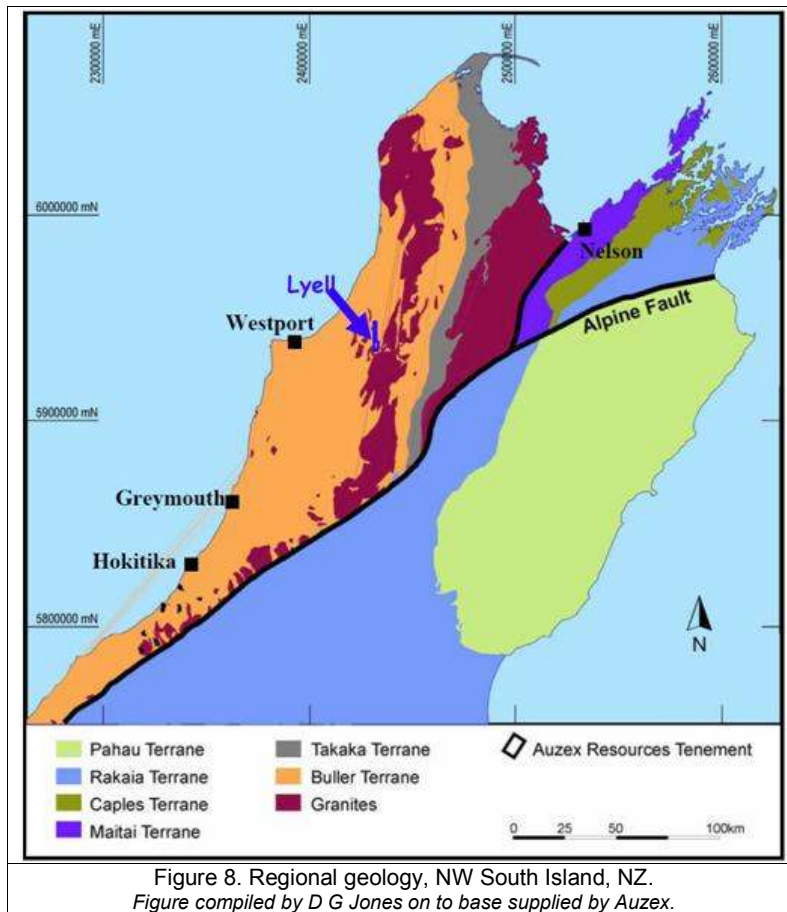 2300000 mE
2400000 mE
2500000 mE
2600000 mE
6000000 mN
Nelson
Lyell
Alpine Fault
Westport
5900000 mN
Greymouth
Hokitika
5800000 mN
N
Pahau Terrane
Rakaia Terrane
Caples Terrane
Maitai Terrane
Takaka Terrane
Buller Terrane
Granites
Auzex Resources Tenement
0 25 50 100km
Figure 8. Regional geology, NW South Island, NZ.
Figure compiled by D G Jones on to base supplied by Auzex.